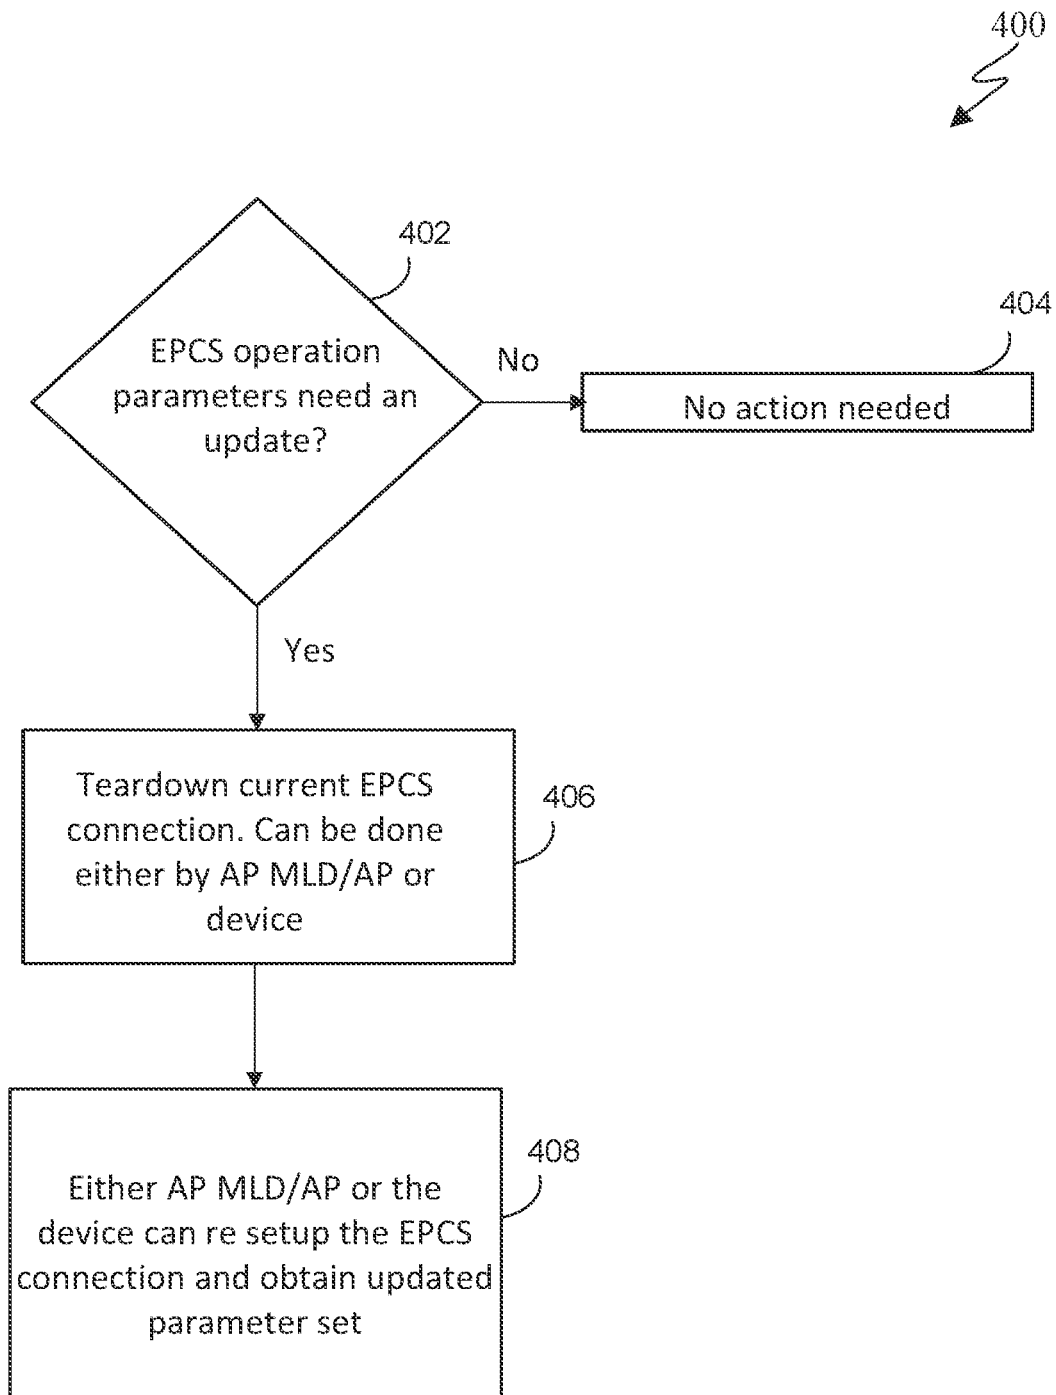 400
402
EPCS operation
parameters need an
update?
No
404
No action needed
Yes
Teardown current EPCS
connection. Can be done
either by AP MLD/AP or
device
406
Either AP MLD/AP or the
device can re setup the EPCS
connection and obtain updated
parameter set
408